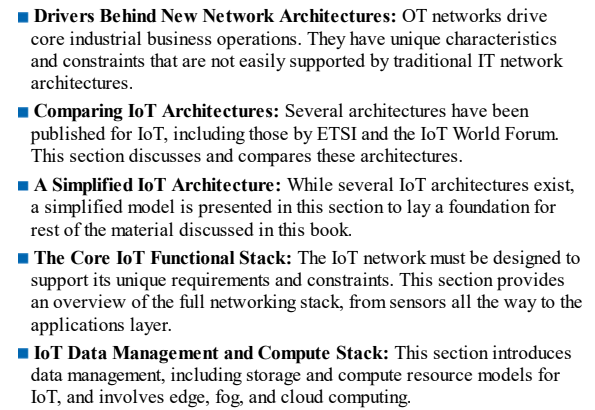 ■ Drivers Behind New Network Architectures: OT networks drive
core industrial business operations. They have unique characteristics
and constraints that are not easily supported by traditional IT network
architectures.
■ Comparing IoT Architectures: Several architectures have been
published for IoT, including those by ETSI and the IoT World Forum.
This section discusses and compares these architectures.
■ A Simplified IoT Architecture: While several IoT architectures exist,
a simplified model is presented in this section to lay a foundation for
rest of the material discussed in this book.
■ The Core IoT Functional Stack: The IoT network must be designed to
support its unique requirements and constraints. This section provides
an overview of the full networking stack, from sensors all the way to the
applications layer.
■ IoT Data Management and Compute Stack: This section introduces
data management, including storage and compute resource models for
IoT, and involves edge, fog, and cloud computing.